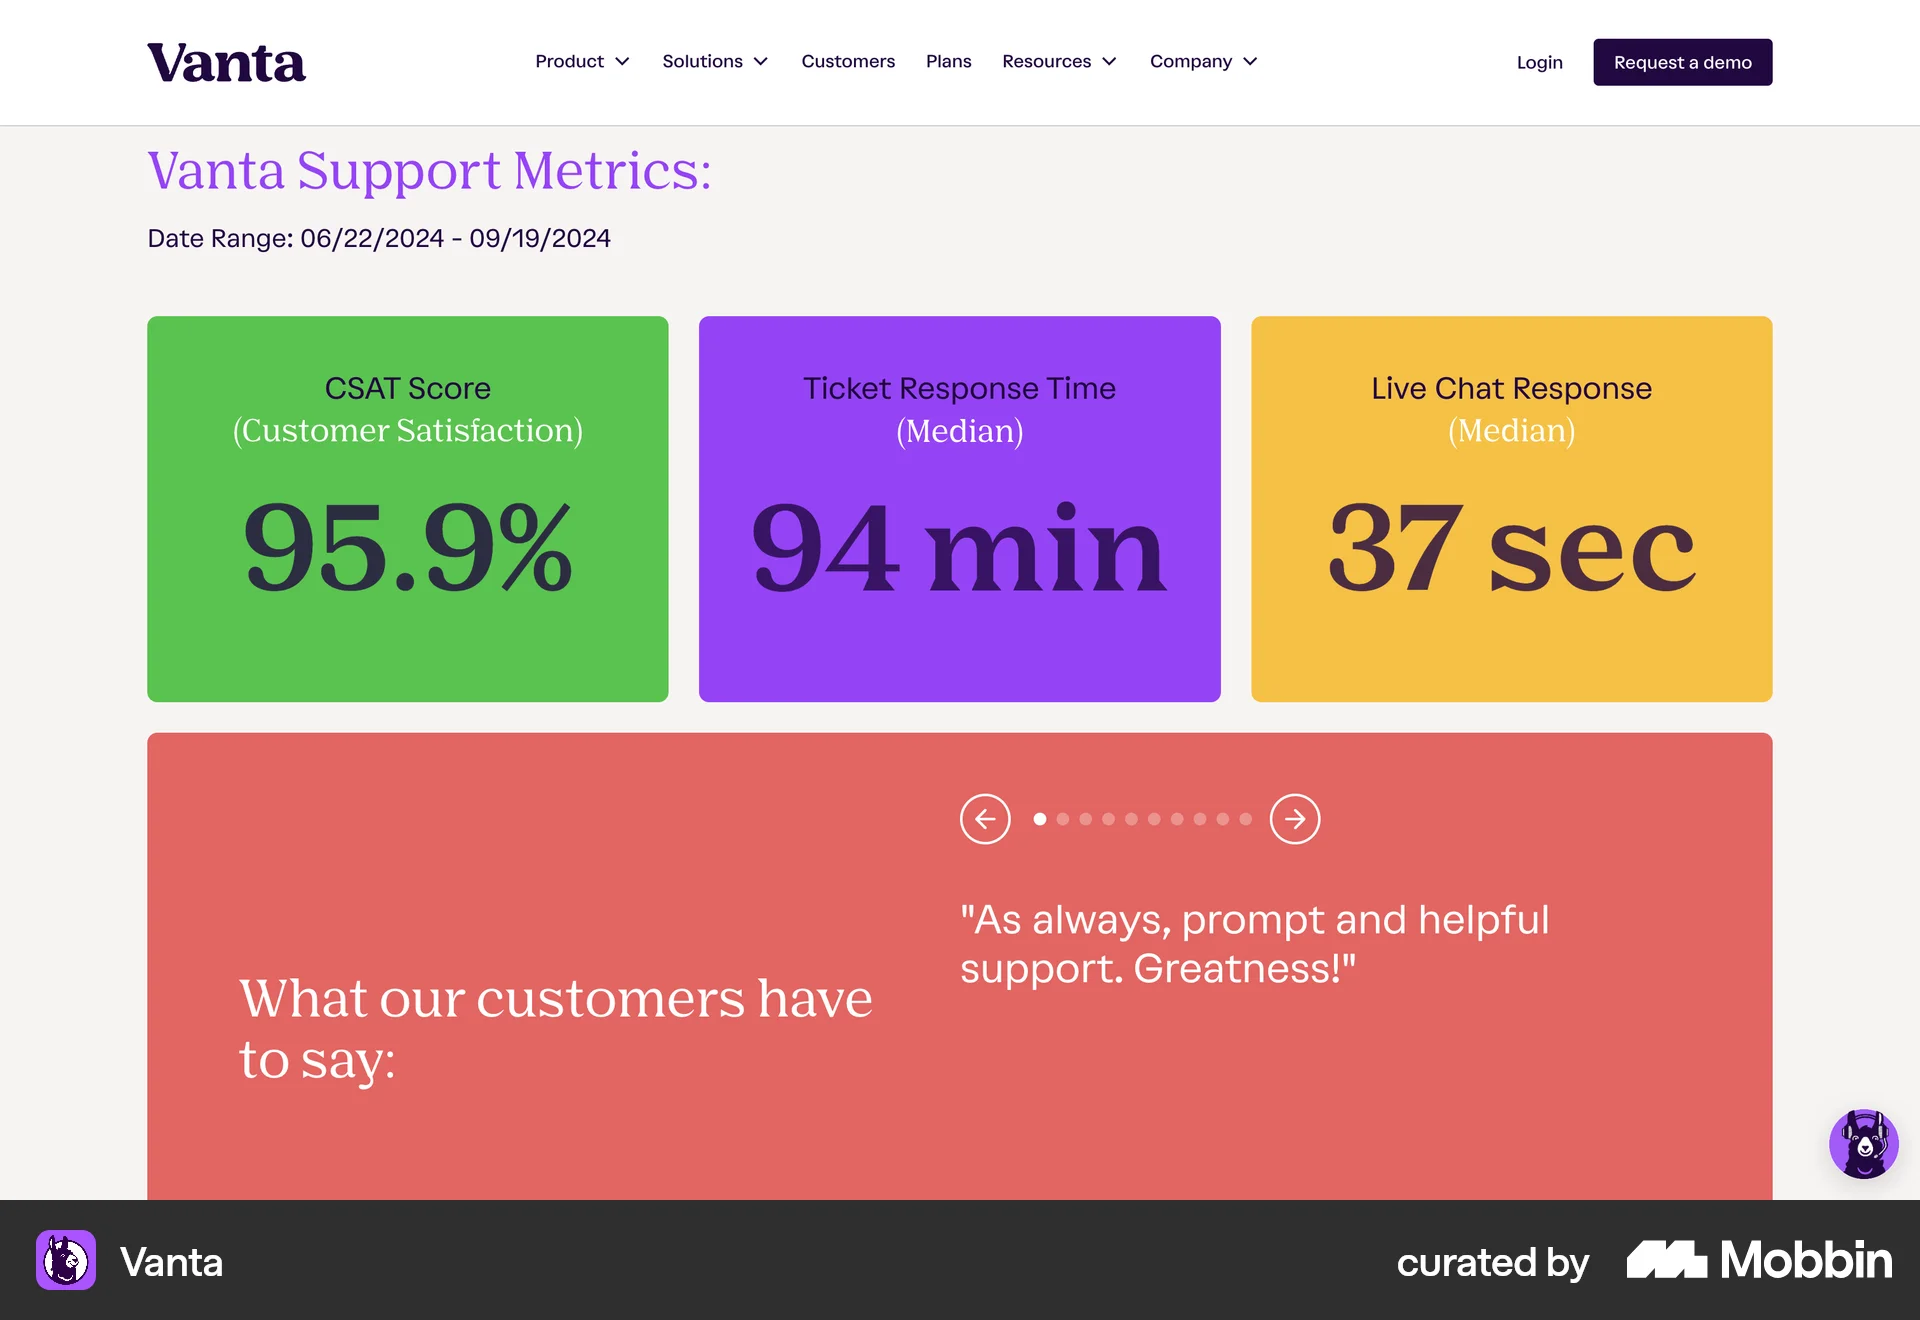 Vanta
Product
Solutions
Customers
Plans
Resources
Company
Login
Request a demo
Vanta Support Metrics:
Date Range: 06/22/2024 - 09/19/2024
CSAT Score
(Customer Satisfaction)
95.9%
Ticket Response Time
(Median)
94 min
Live Chat Response
(Median)
37 sec
What our customers have
to say:
"As always, prompt and helpful
support. Greatness!"
Vanta
curated by
Mobbin